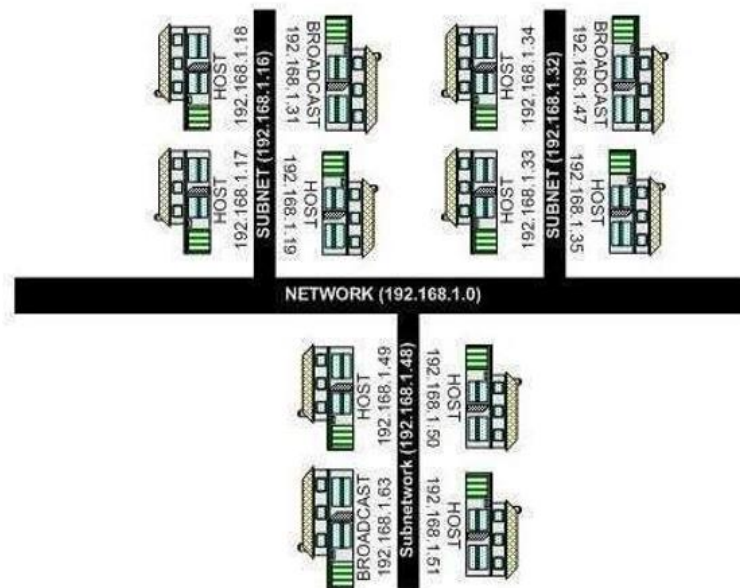 HOST
192.168.1.18
SUBNET (192.168.1.16)
BROADCAST
192.168.1.31
HOST
192.168.1.17
HOST
192.168.1.19
HOST
192.168.1.34
SUBNET (192.168.1.32)
BROADCAST
192.168.1.47
HOST
192.168.1.33
HOST
192.168.1.35
NETWORK (192.168.1.0)
HOST
192.168.1.49
Subnetwork (192.168.1.48)
HOST
192.168.1.50
BROADCAST
192.168.1.63
HOST
192.168.1.51